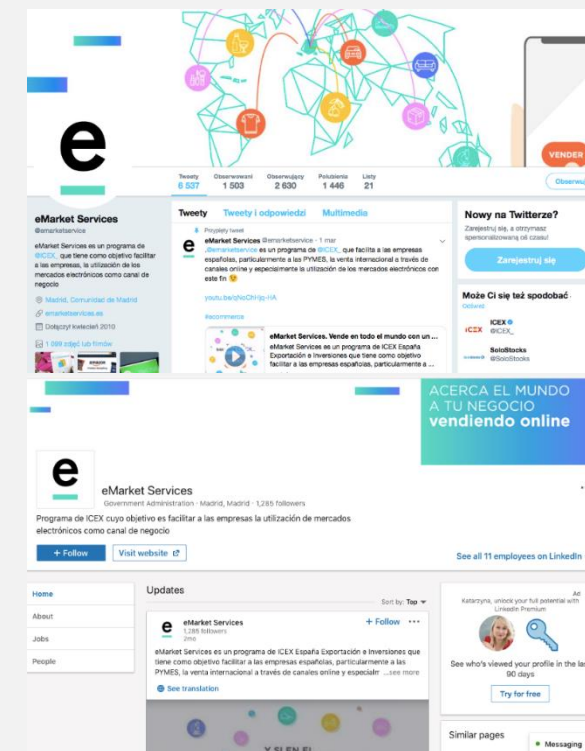 VENDER
e
Tweety Obserwowani Obserwujący Polubienia Listy
6 537 1 503 2 630 1 446 21
Obserwuj
eMarket Services
@emarketservice
eMarket Services es un programa de
@ICEX_ que tiene como objetivo facilitar
a las empresas, la utilización de los
mercados electrónicos como canal de
negocio
Madrid, Comunidad de Madrid
emarketservices.es
Dołączył kwiecień 2010
1 099 zdjęć lub filmów
Tweety Tweety i odpowiedzi Multimedia
Przypięty tweet
e
eMarket Services @emarketservice · 1 mar
.@emarketservice es un programa de @ICEX_ que facilita a las empresas
españolas, particularmente a las PYMES, la venta internacional a través de
canales online y especialmente la utilización de los mercados electrónicos con
este fin
#ecommerce
eMarket Services. Vende en todo el mundo con un ...
eMarket Services es un programa de ICEX España
Exportación e Inversiones que tiene como objetivo
facilitar a las empresas españolas, particularmente a ...
Nowy na Twitterze?
Zarejestruj się, a otrzymasz
spersonalizowaną oś czasu!
Zarejestruj się
Może Ci się też spodobać
Odśwież
ICEX
ICEX
@ICEX_
SoloStocks
@SoloStocks
ACERCA EL MUNDO
A TU NEGOCIO
vendiendo online
e
eMarket Services
Government Administration · Madrid, Madrid · 1,285 followers
Programa de ICEX cuyo objetivo es facilitar a las empresas la utilización de mercados
electrónicos como canal de negocio
+ Follow Visit website
See all 11 employees on LinkedIn
Home
About
Jobs
People
Updates
Sort by: Top
e
eMarket Services
1,285 followers
2mo
+ Follow ···
eMarket Services es un programa de ICEX España Exportación e Inversiones que
tiene como objetivo facilitar a las empresas españolas, particularmente a las
PYMES, la venta internacional a través de canales online y especialm ...see more
See translation
Y SI EN EL
Ad
Katarzyna, unlock your full potential with
LinkedIn Premium
See who's viewed your profile in the last
90 days
Try for free
Similar pages
Messaging